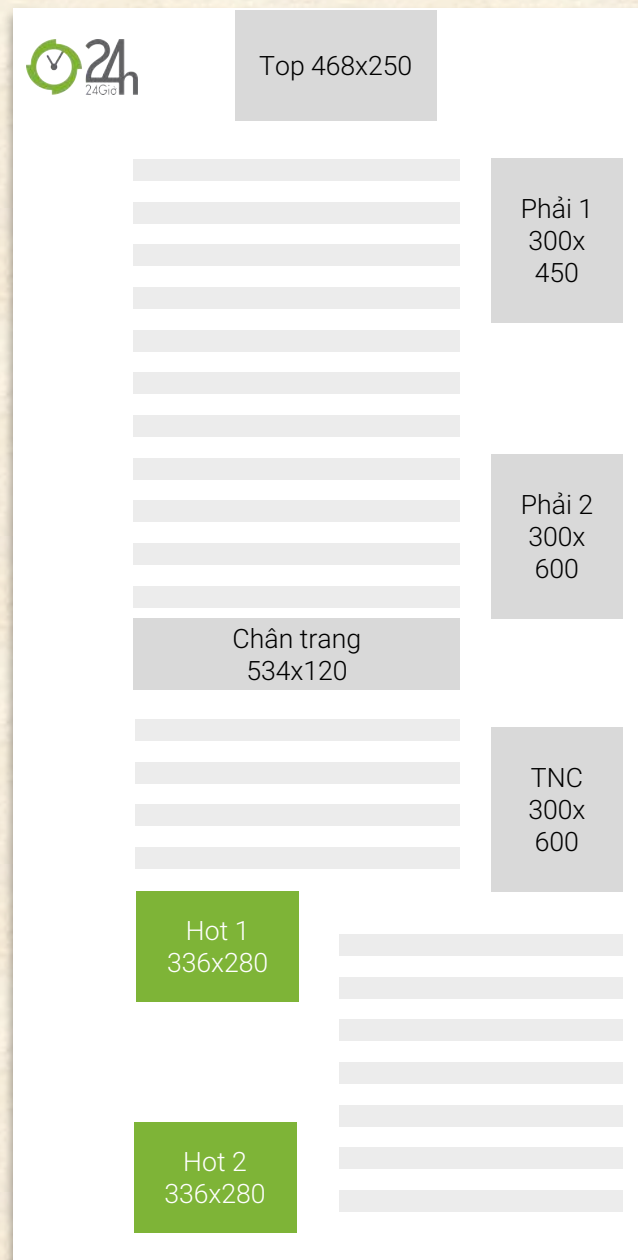 24h
24Giờ
Top 468x250
Phải 1
300x
450
Phải 2
300x
600
Chân trang
534x120
TNC
300x
600
Hot 1
336x280
Hot 2
336x280